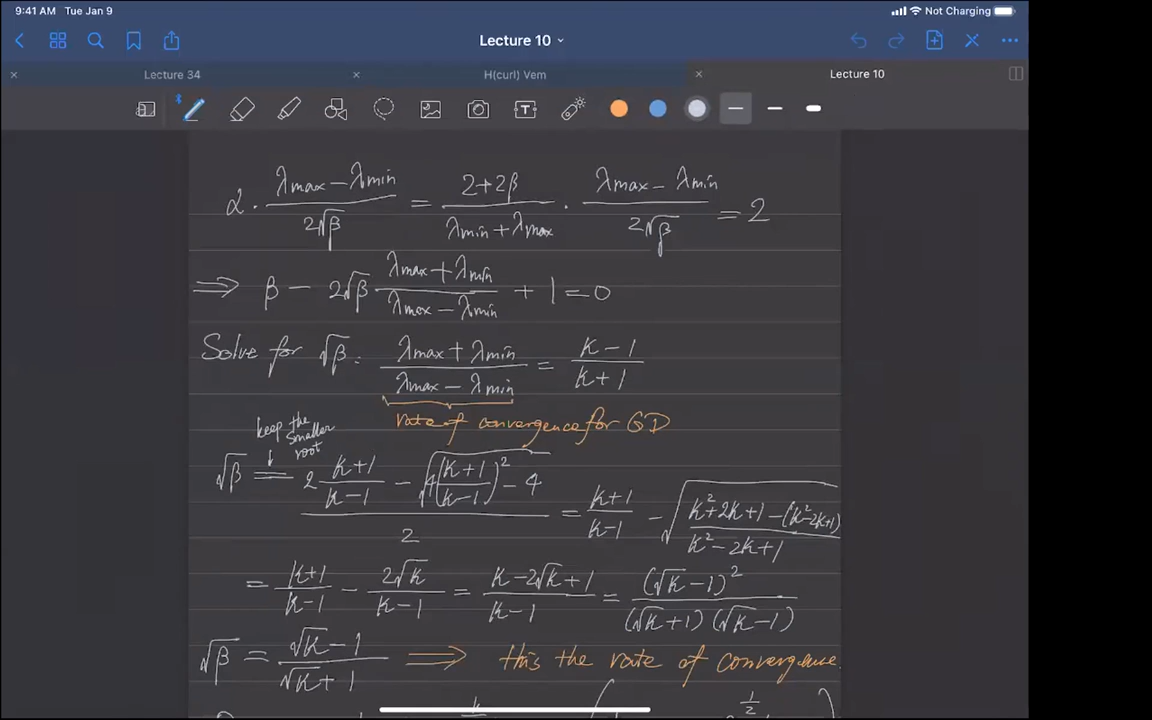 9:41 AM Tue Jan 9
Not Charging
Lecture 10
Lecture 34
H(curl) Vem
Lecture 10
α · (λmax − λmin)/(2√β) = (2+2β)/(λmin + λmax) · (λmax − λmin)/(2√β) = 2
⟹ β − 2√β (λmax + λmin)/(λmax − λmin) + 1 = 0
Solve for √β: (λmax + λmin)/(λmax − λmin) = (K−1)/(K+1)
rate of convergence for GD
keep the
smaller
root
↓
√β = (2 (K+1)/(K−1) − √(4((K+1)/(K−1))² − 4))/2 = (K+1)/(K−1) − √((K²+2K+1 − (K²−2K+1))/(K²−2K+1))
= (K+1)/(K−1) − 2√K/(K−1) = (K−2√K+1)/(K−1) = (√K−1)²/((√K+1)(√K−1))
√β = (√K−1)/(√K+1) ⟹ this the rate of convergence.